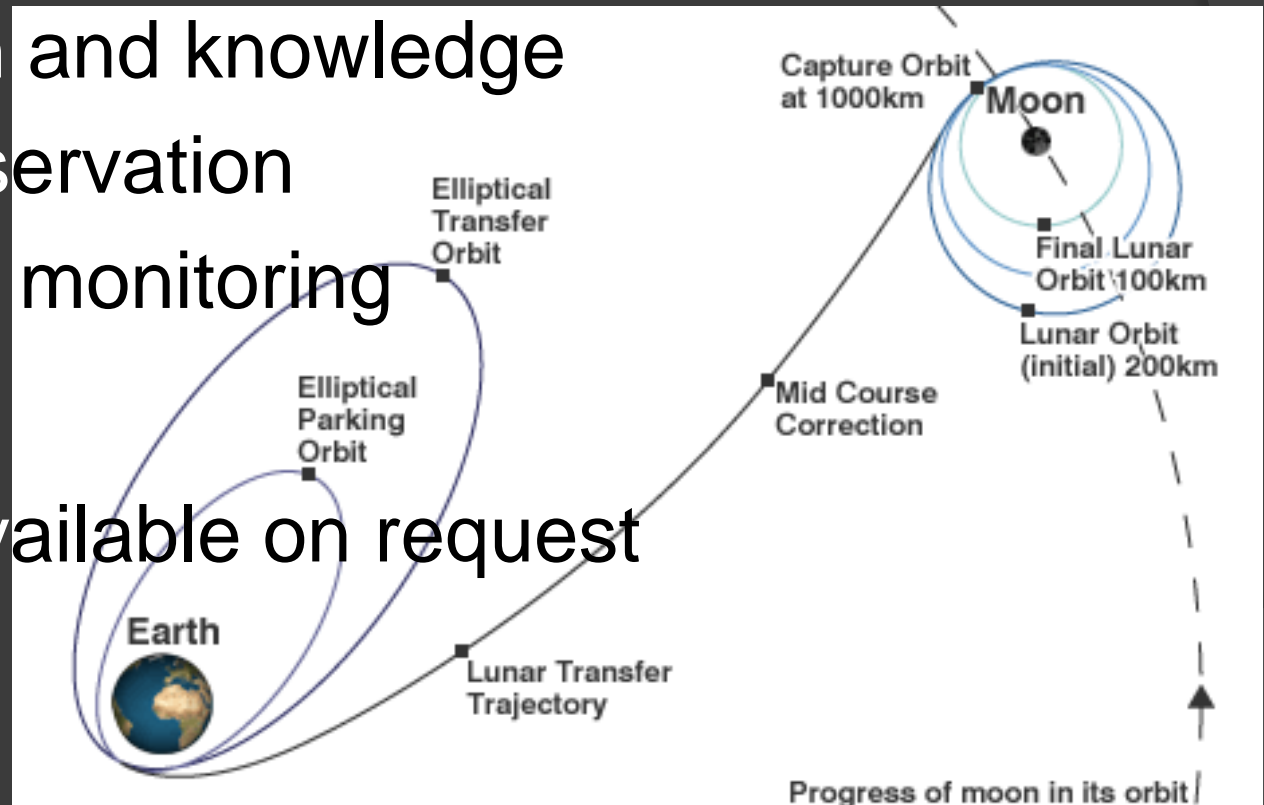 and knowledge
servation
monitoring
vailable on request
Capture Orbit
at 1000km
Moon
Elliptical
Transfer
Orbit
Final Lunar
Orbit 100km
Lunar Orbit
(initial) 200km
Elliptical
Parking
Orbit
Mid Course
Correction
Earth
Lunar Transfer
Trajectory
Progress of moon in its orbit